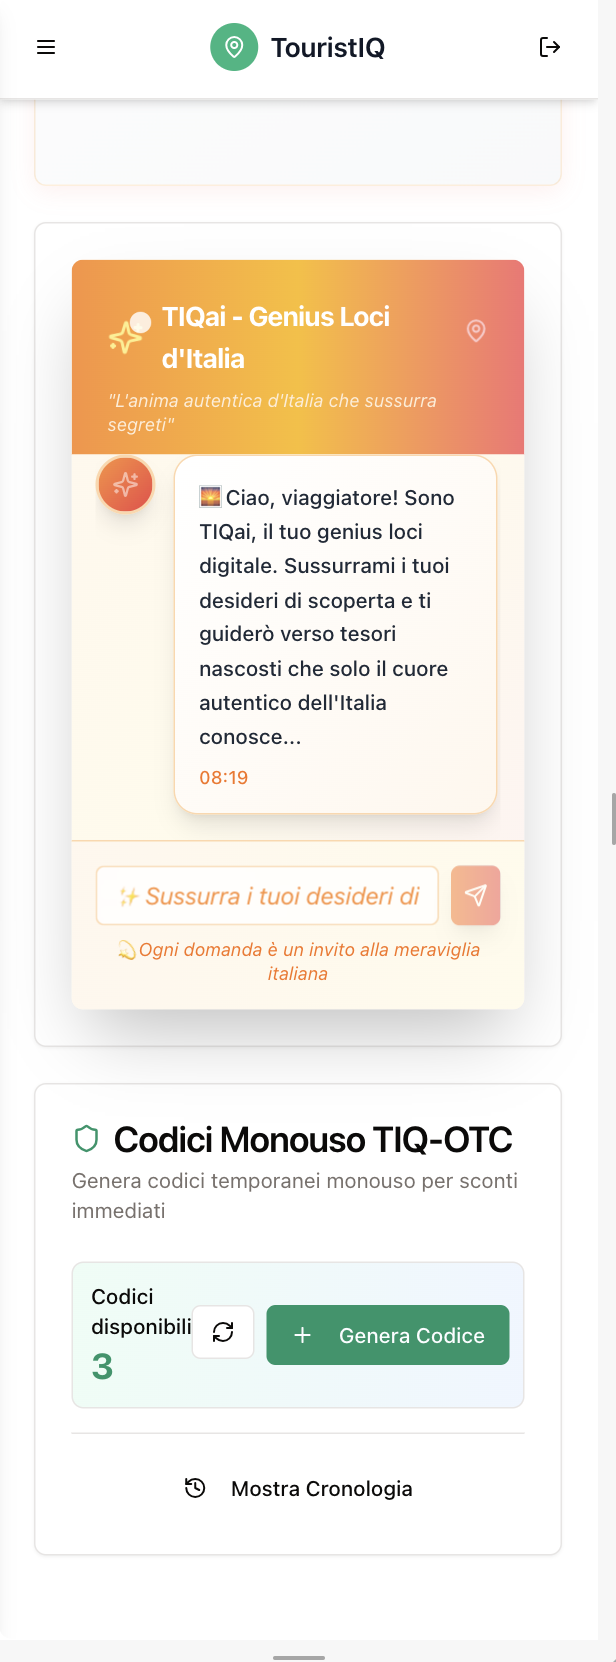 TouristIQ
TIQai - Genius Loci
d'Italia
"L'anima autentica d'Italia che sussurra
segreti"
🌅 Ciao, viaggiatore! Sono
TIQai, il tuo genius loci
digitale. Sussurrami i tuoi
desideri di scoperta e ti
guiderò verso tesori
nascosti che solo il cuore
autentico dell'Italia
conosce...
08:19
✨ Sussurra i tuoi desideri di
💫 Ogni domanda è un invito alla meraviglia
italiana
Codici Monouso TIQ-OTC
Genera codici temporanei monouso per sconti
immediati
Codici
disponibili
3
Genera Codice
Mostra Cronologia